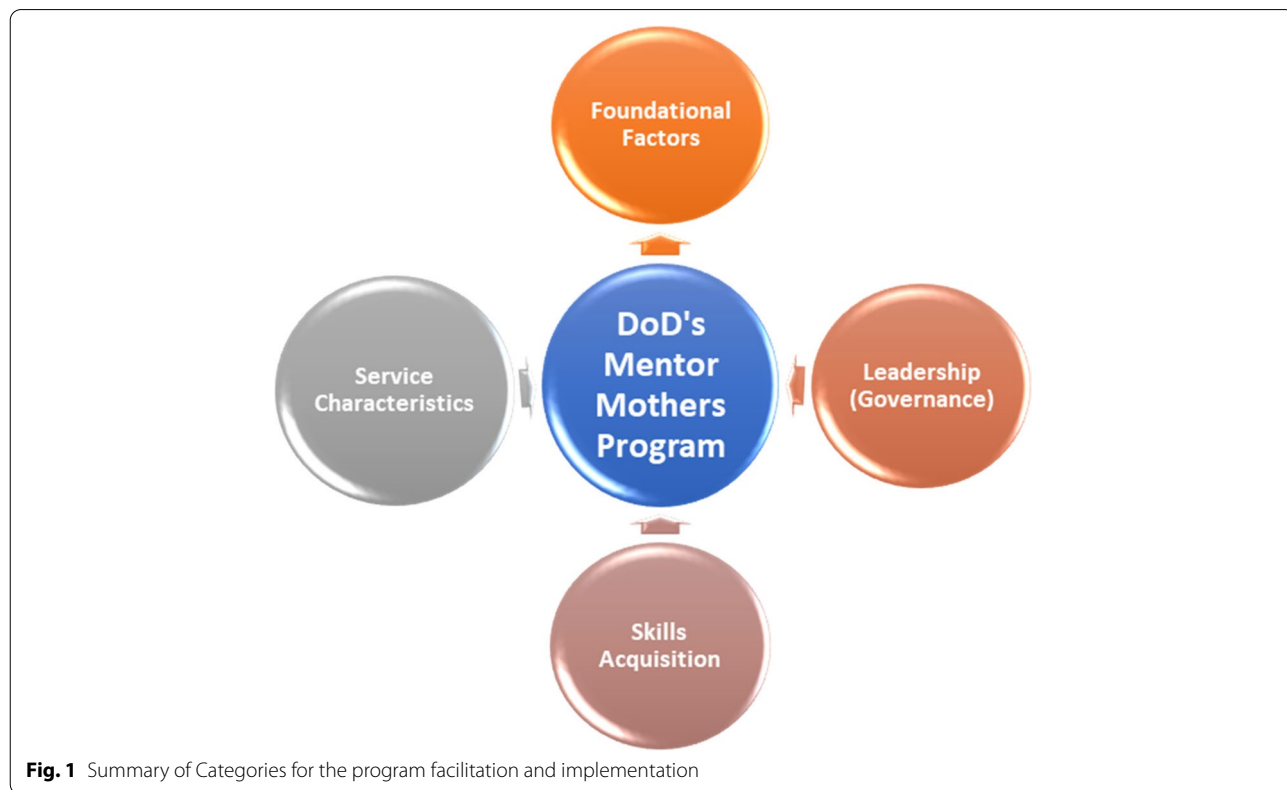 Foundational
Factors
Service
Characteristics
DoD's
Mentor
Mothers
Program
Leadership
(Governance)
Skills
Acquisition
Fig. 1 Summary of Categories for the program facilitation and implementation